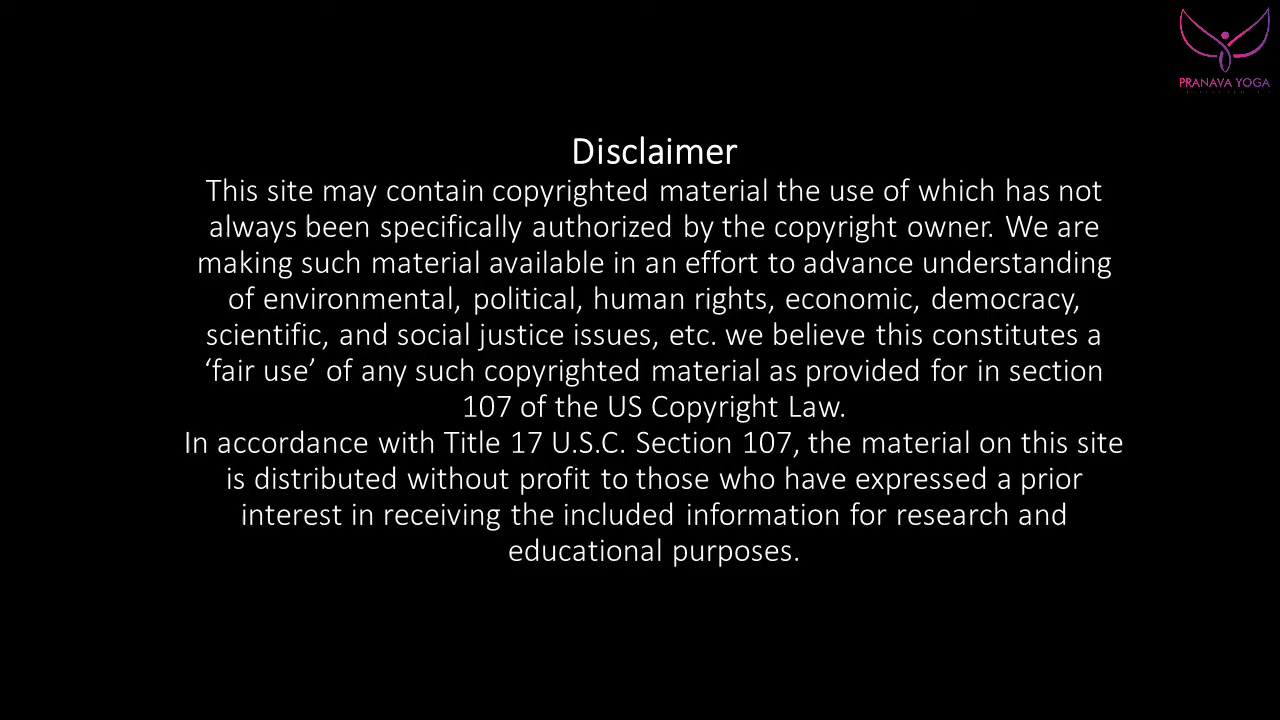 PRANAVA YOGA
Disclaimer
This site may contain copyrighted material the use of which has not
always been specifically authorized by the copyright owner. We are
making such material available in an effort to advance understanding
of environmental, political, human rights, economic, democracy,
scientific, and social justice issues, etc. we believe this constitutes a
‘fair use’ of any such copyrighted material as provided for in section
107 of the US Copyright Law.
In accordance with Title 17 U.S.C. Section 107, the material on this site
is distributed without profit to those who have expressed a prior
interest in receiving the included information for research and
educational purposes.